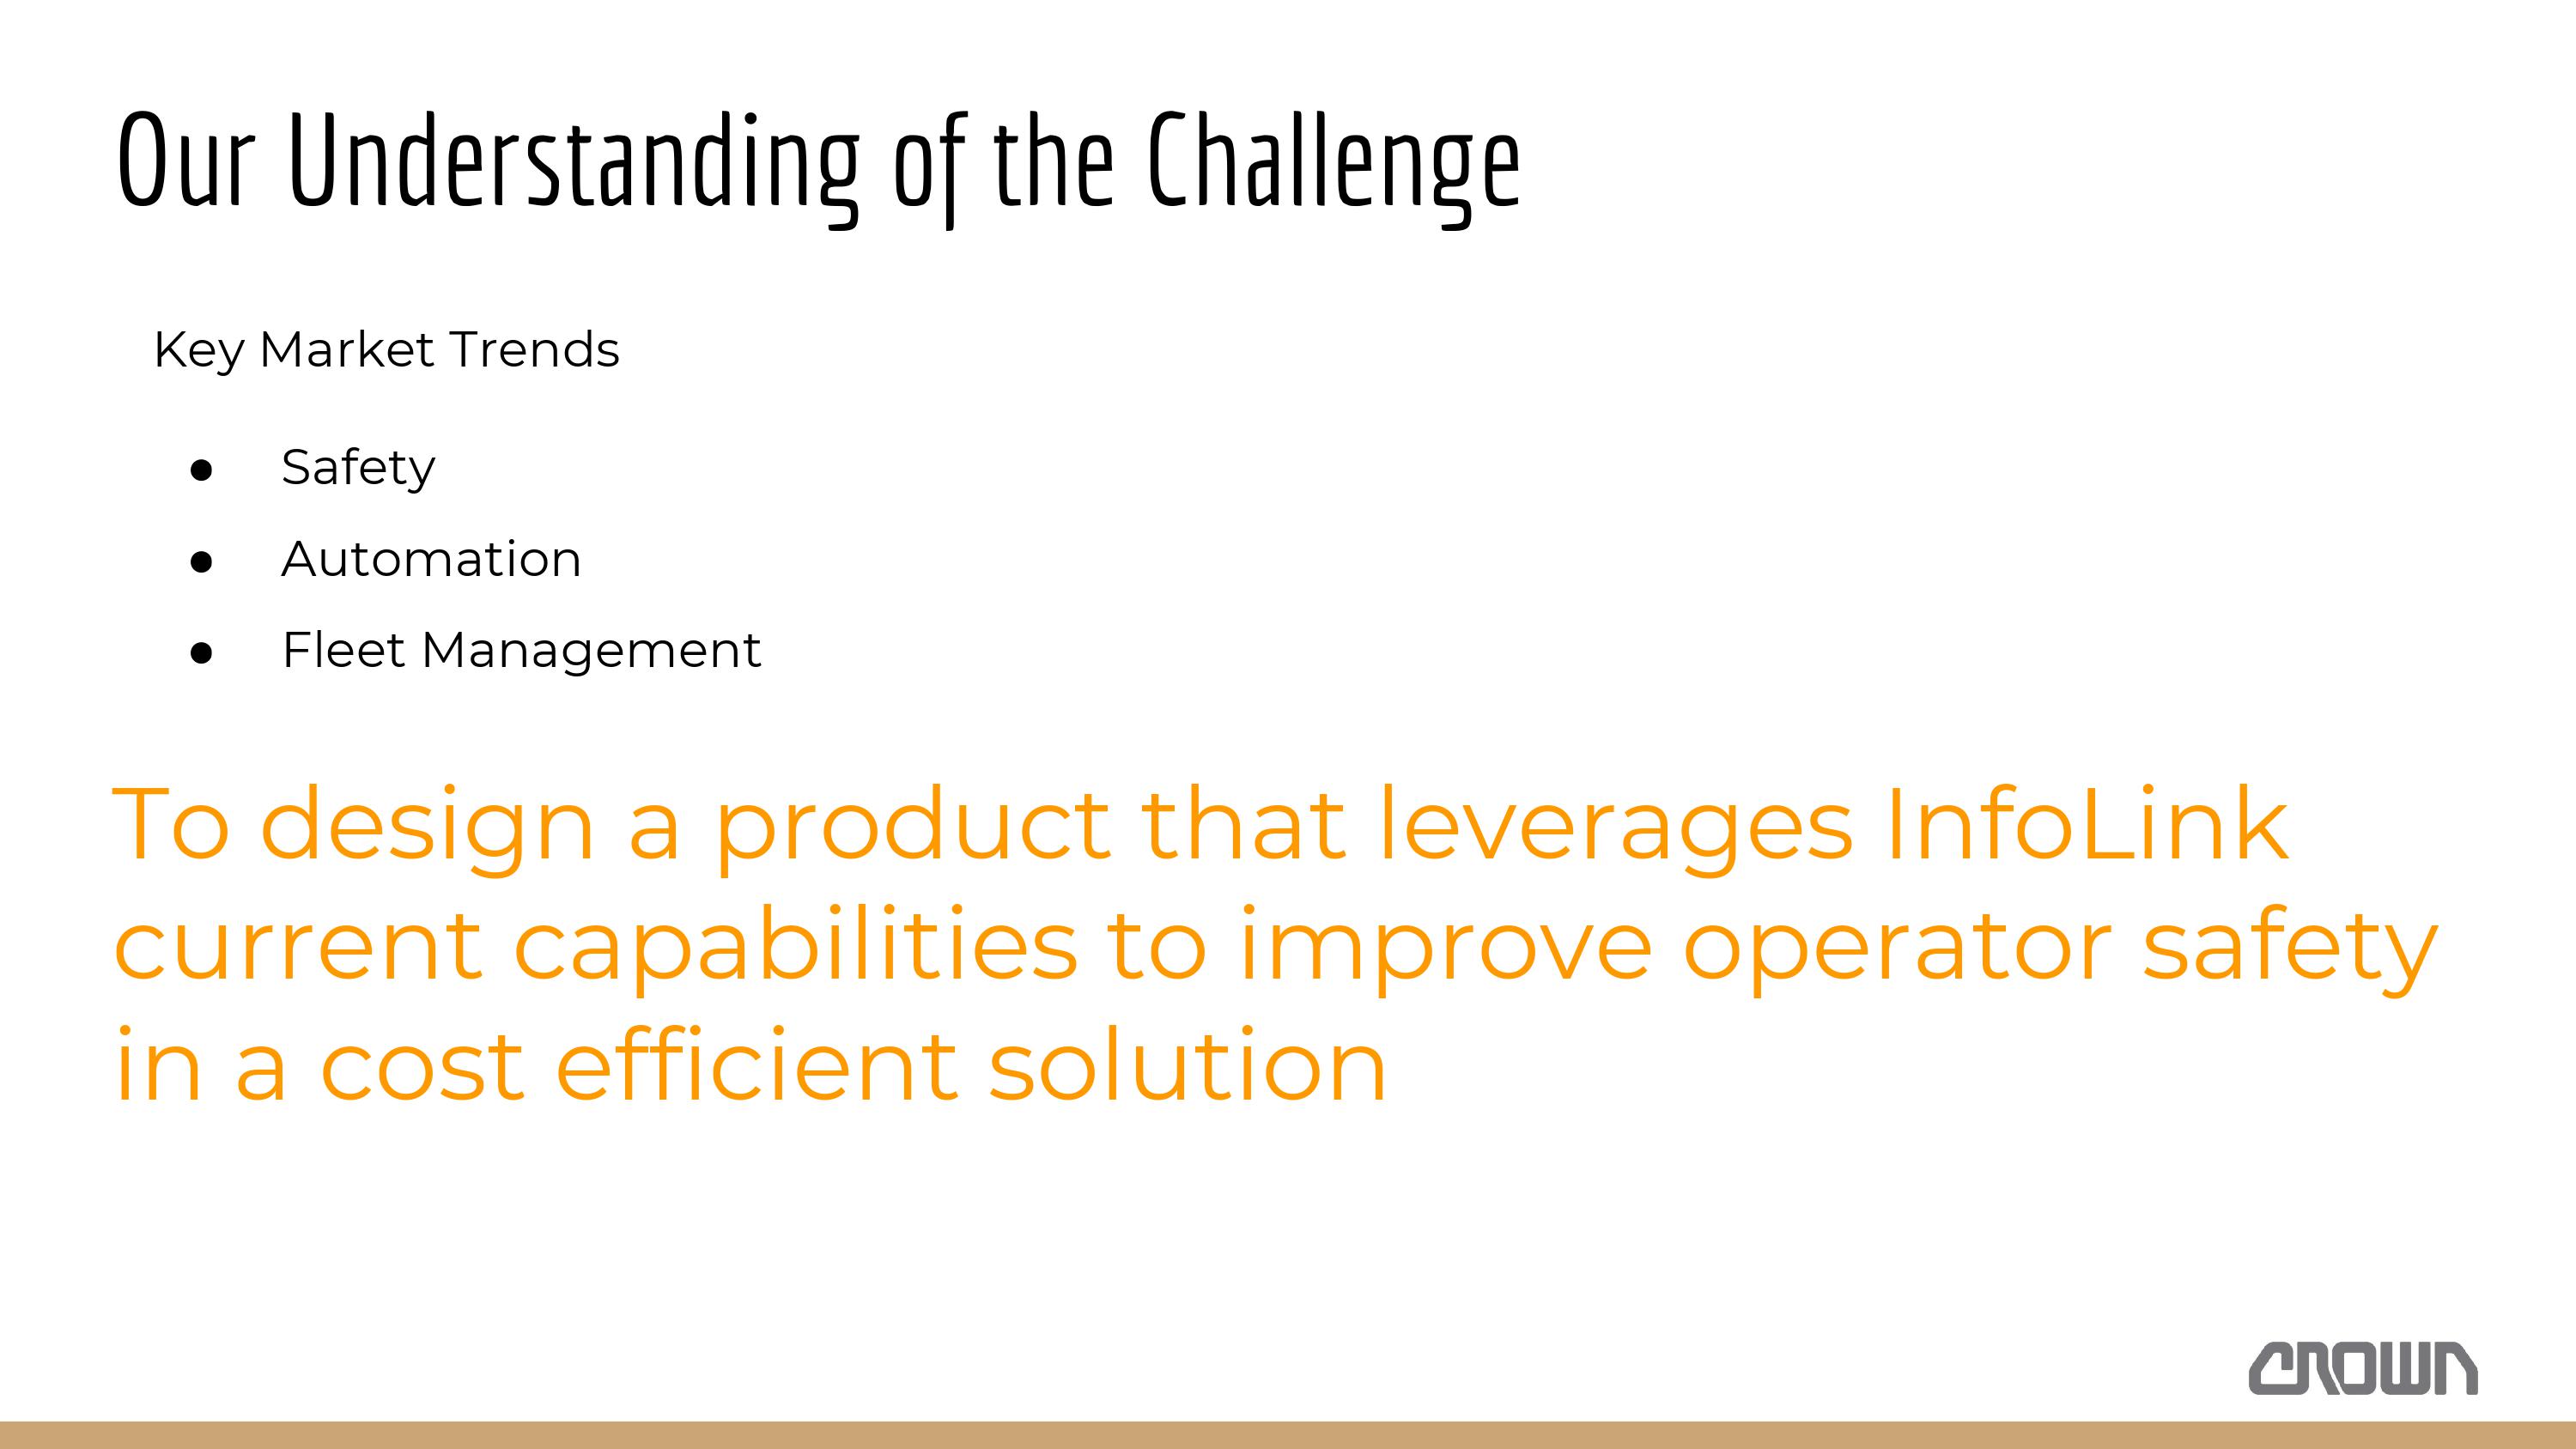 Our Understanding of the Challenge
Key Market Trends
● Safety
● Automation
● Fleet Management
To design a product that leverages InfoLink
current capabilities to improve operator safety
in a cost efficient solution
CROWN